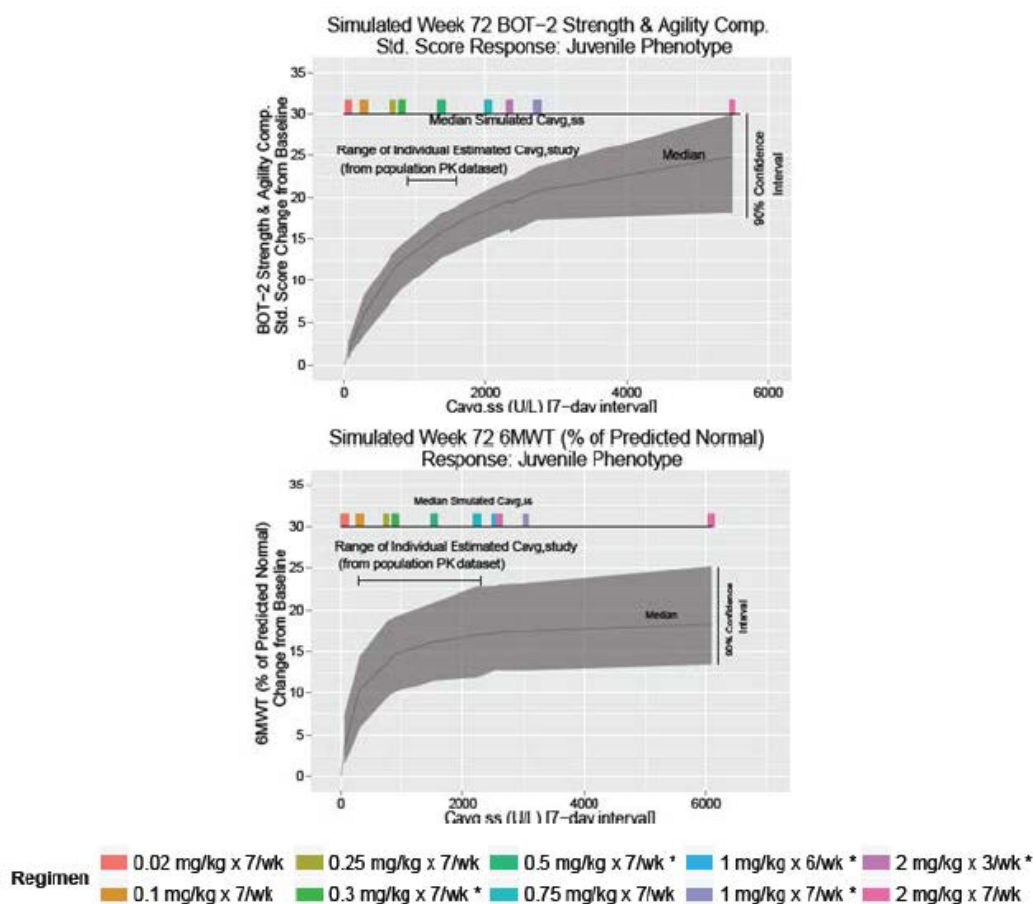 Simulated Week 72 BOT-2 Strength & Agility Comp.
Std. Score Response: Juvenile Phenotype
BOT-2 Strength & Agility Comp.
Std. Score Change from Baseline
35
30
25
20
15
10
5
0
Median Simulated Cavg,ss
Range of Individual Estimated Cavg,study
(from population PK dataset)
Median
90% Confidence
Interval
0 2000 4000 6000
Cavg.ss (U/L) [7-day interval]
Simulated Week 72 6MWT (% of Predicted Normal)
Response: Juvenile Phenotype
6MWT (% of Predicted Normal)
Change from Baseline
35
30
25
20
15
10
5
0
Median Simulated Cavg,ss
Range of Individual Estimated Cavg,study
(from population PK dataset)
Median
90% Confidence
Interval
0 2000 4000 6000
Cavg.ss (U/L) [7-day interval]
Regimen
0.02 mg/kg x 7/wk 0.25 mg/kg x 7/wk 0.5 mg/kg x 7/wk * 1 mg/kg x 6/wk * 2 mg/kg x 3/wk *
0.1 mg/kg x 7/wk 0.3 mg/kg x 7/wk * 0.75 mg/kg x 7/wk 1 mg/kg x 7/wk * 2 mg/kg x 7/wk